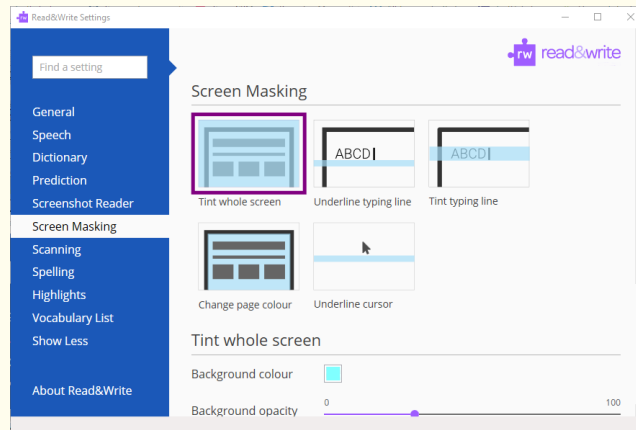 Read&Write Settings
rw read&write
Find a setting
General
Speech
Dictionary
Prediction
Screenshot Reader
Screen Masking
Scanning
Spelling
Highlights
Vocabulary List
Show Less
About Read&Write
Screen Masking
ABCD
ABCD
Tint whole screen
Underline typing line
Tint typing line
Change page colour
Underline cursor
Tint whole screen
Background colour
Background opacity
0
100